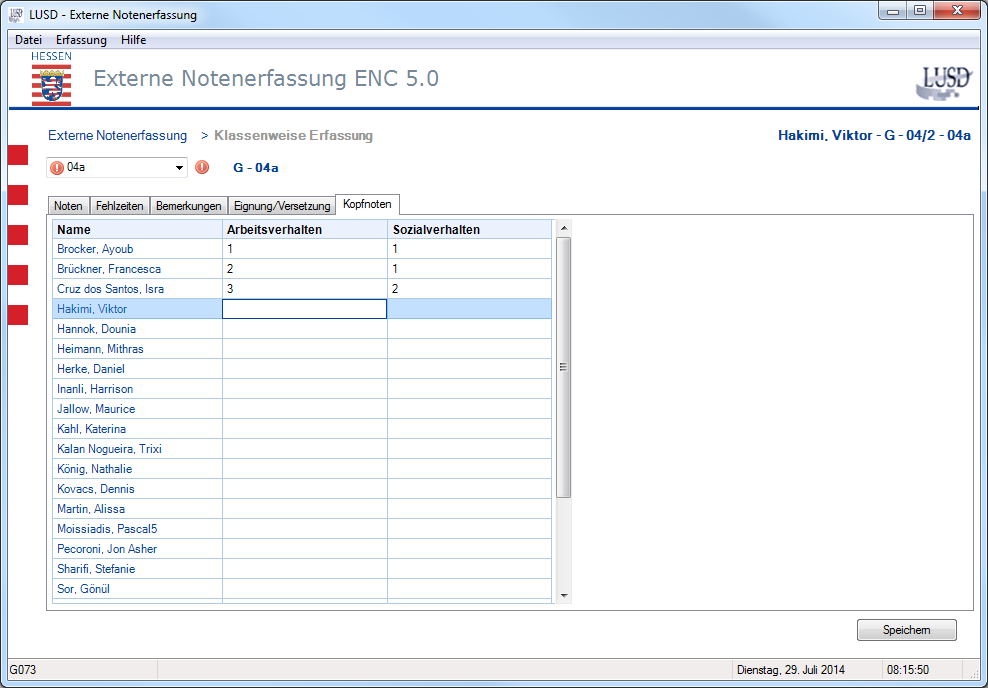 LUSD - Externe Notenerfassung
Datei Erfassung Hilfe
HESSEN
Externe Notenerfassung ENC 5.0
LUSD
Externe Notenerfassung > Klassenweise Erfassung
Hakimi, Viktor - G - 04/2 - 04a
04a
G - 04a
Noten Fehlzeiten Bemerkungen Eignung/Versetzung Kopfnoten
Name Arbeitsverhalten Sozialverhalten
Brocker, Ayoub 1 1
Brückner, Francesca 2 1
Cruz dos Santos, Isra 3 2
Hakimi, Viktor
Hannok, Dounia
Heimann, Mithras
Herke, Daniel
Inanli, Harrison
Jallow, Maurice
Kahl, Katerina
Kalan Nogueira, Trixi
König, Nathalie
Kovacs, Dennis
Martin, Alissa
Moissiadis, Pascal5
Pecoroni, Jon Asher
Sharifi, Stefanie
Sor, Gönül
Speichern
G073 Dienstag, 29. Juli 2014 08:15:50